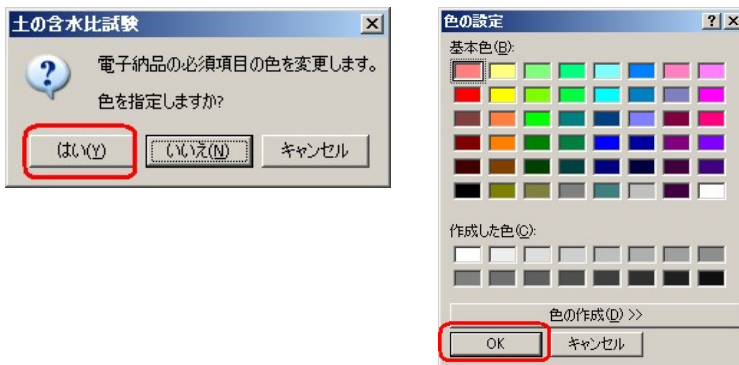 土の含水比試験
電子納品の必須項目の色を変更します。
色を指定しますか?
はい(Y)
いいえ(N)
キャンセル
色の設定
基本色(B):
作成した色(C):
色の作成(D) >>
OK
キャンセル